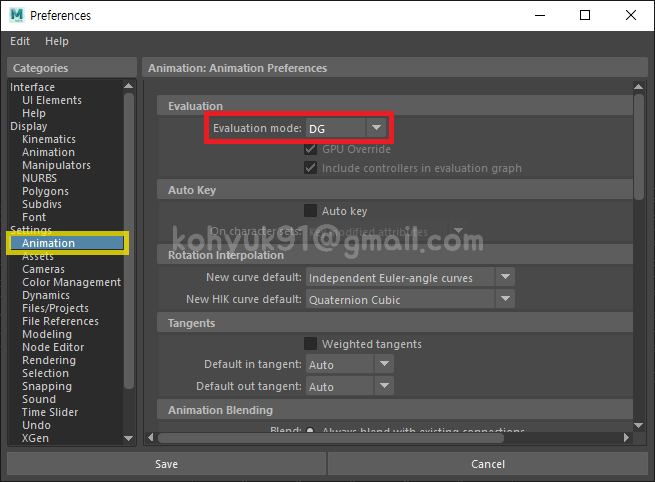 Preferences
Edit Help
Categories
Interface
UI Elements
Help
Display
Kinematics
Animation
Manipulators
NURBS
Polygons
Subdivs
Font
Settings
Animation
Assets
Cameras
Color Management
Dynamics
Files/Projects
File References
Modeling
Node Editor
Rendering
Selection
Snapping
Sound
Time Slider
Undo
XGen
Animation: Animation Preferences
Evaluation
Evaluation mode: DG
GPU Override
Include controllers in evaluation graph
Auto Key
Auto key
On character sets: Key modified attributes
kohyuk91@gmail.com
Rotation Interpolation
New curve default: Independent Euler-angle curves
New HIK curve default: Quaternion Cubic
Tangents
Weighted tangents
Default in tangent: Auto
Default out tangent: Auto
Animation Blending
Blend: Always blend with existing connections
Save Cancel